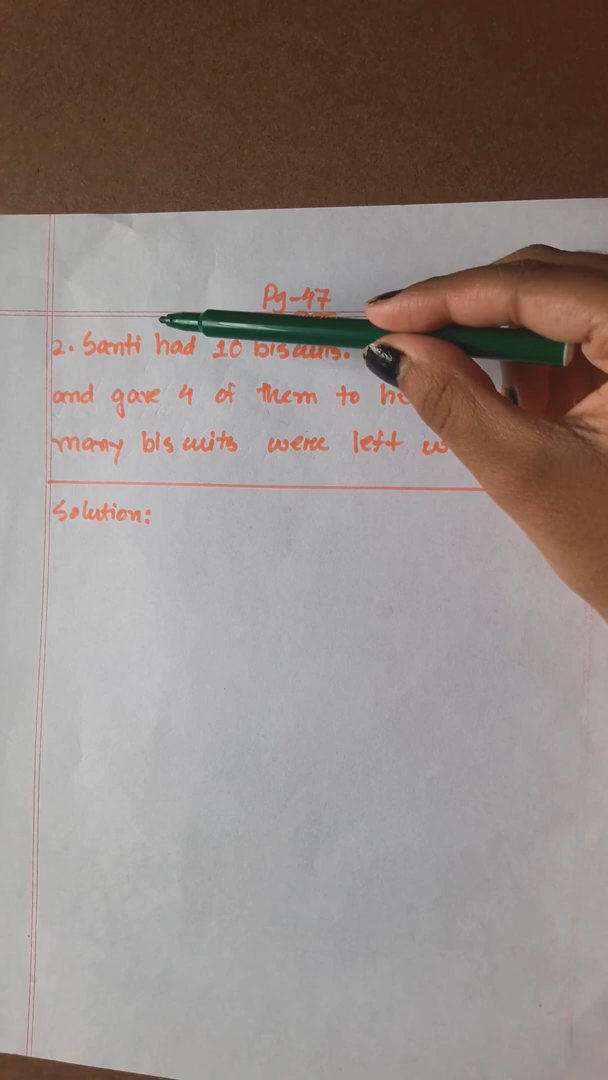 Pg-47
2. Santi had 10 biscuits.
and gave 4 of them to
many biscuits were left
Solution: